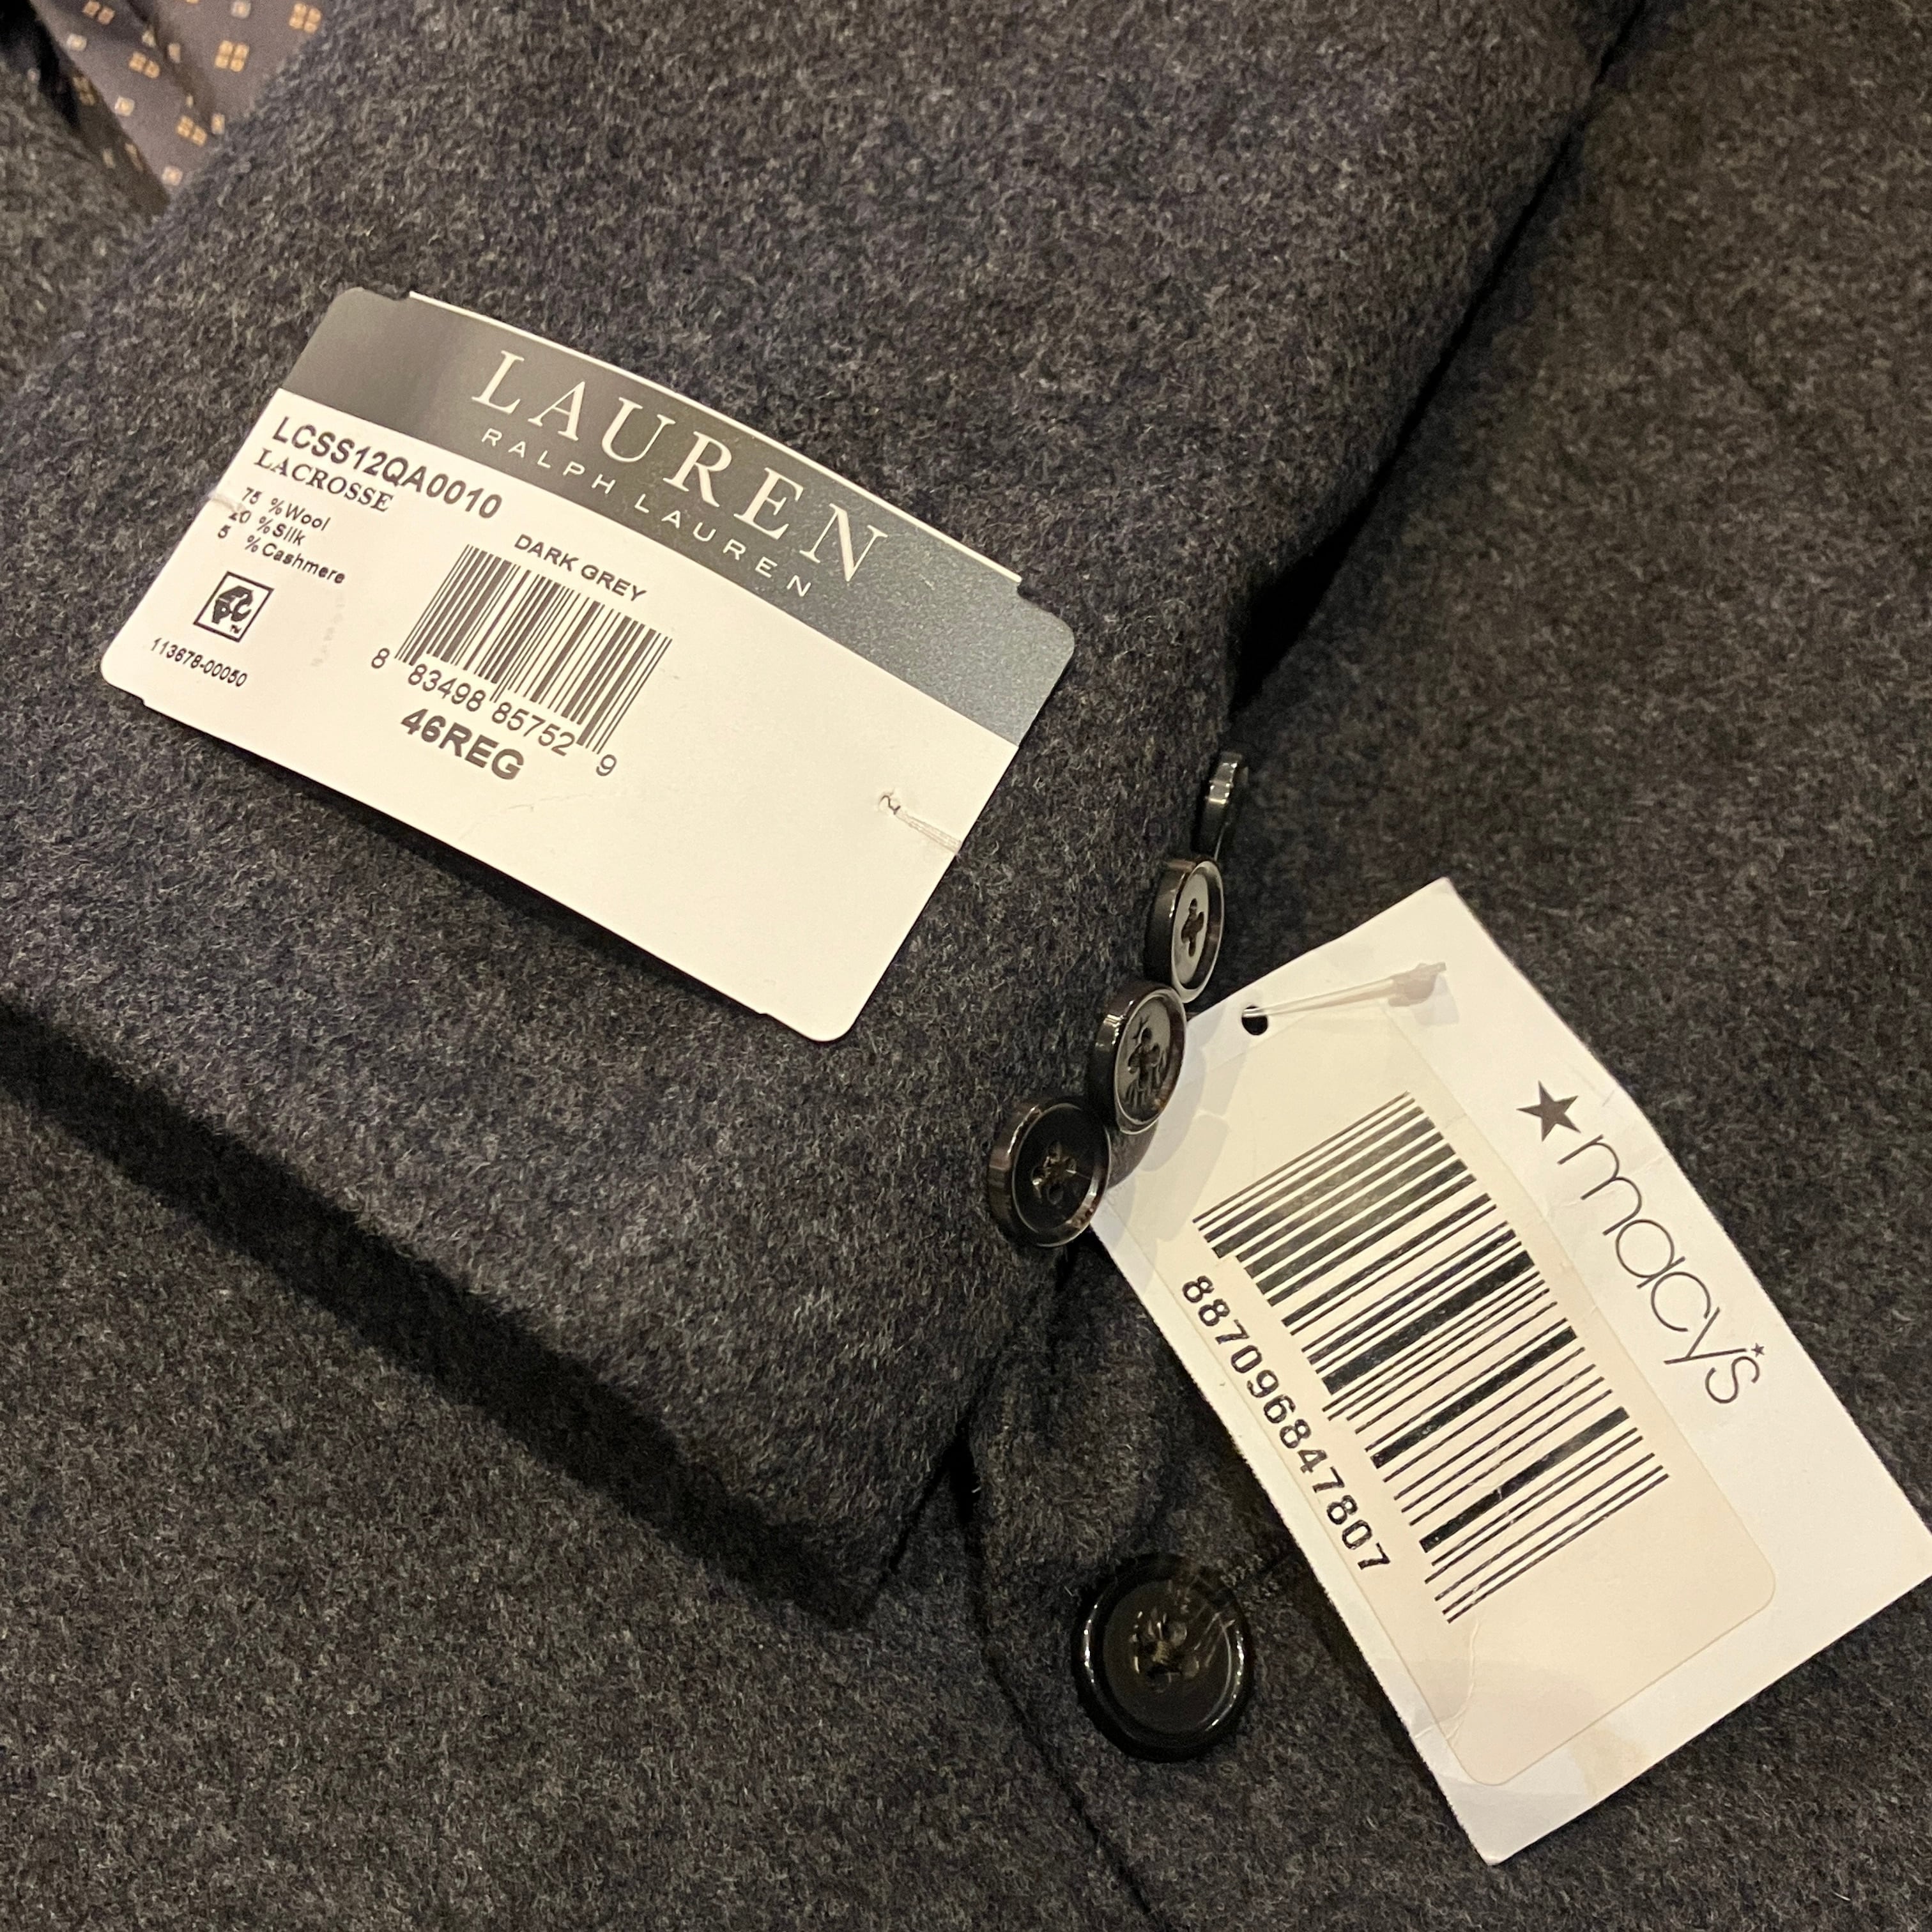 LAUREN
RALPH LAUREN
LCSS12QA0010
LACROSSE
75 %Wool
20 %Silk
5 %Cashmere
DARK GREY
113678-00050
8 83498 85752 9
46REG
★macy's
887096847807